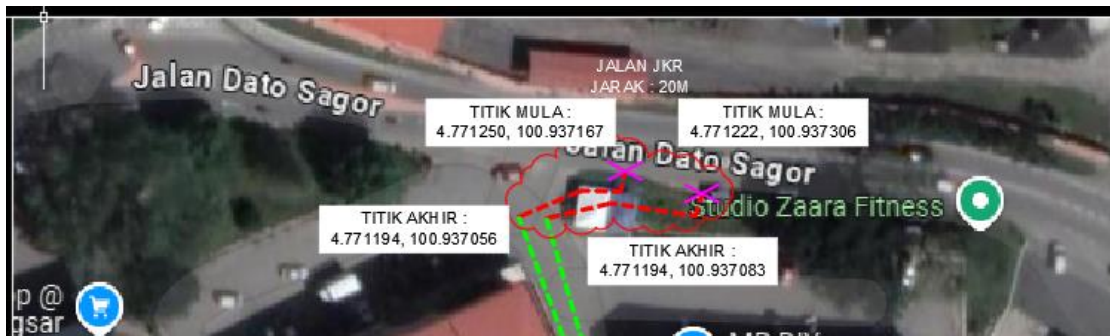 Jalan Dato Sagor
JALAN JKR
JARAK : 20M
TITIK MULA :
4.771250, 100.937167
TITIK MULA :
4.771222, 100.937306
Jalan Dato Sagor
Studio Zaara Fitness
TITIK AKHIR :
4.771194, 100.937056
TITIK AKHIR :
4.771194, 100.937083
p @
gsar